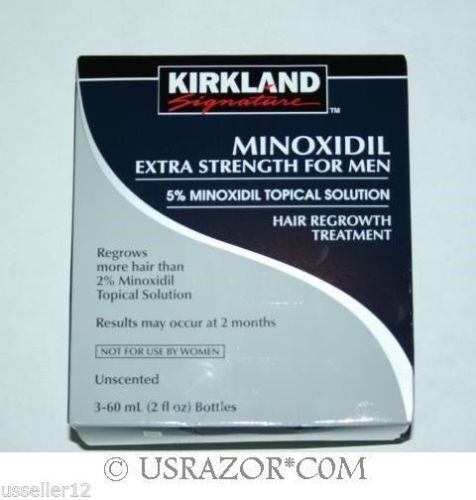 KIRKLAND
Signature™
MINOXIDIL
EXTRA STRENGTH FOR MEN
5% MINOXIDIL TOPICAL SOLUTION
HAIR REGROWTH
TREATMENT
Regrows
more hair than
2% Minoxidil
Topical Solution
Results may occur at 2 months
NOT FOR USE BY WOMEN
Unscented
3-60 mL (2 fl oz) Bottles
© USRAZOR*COM
usseller12